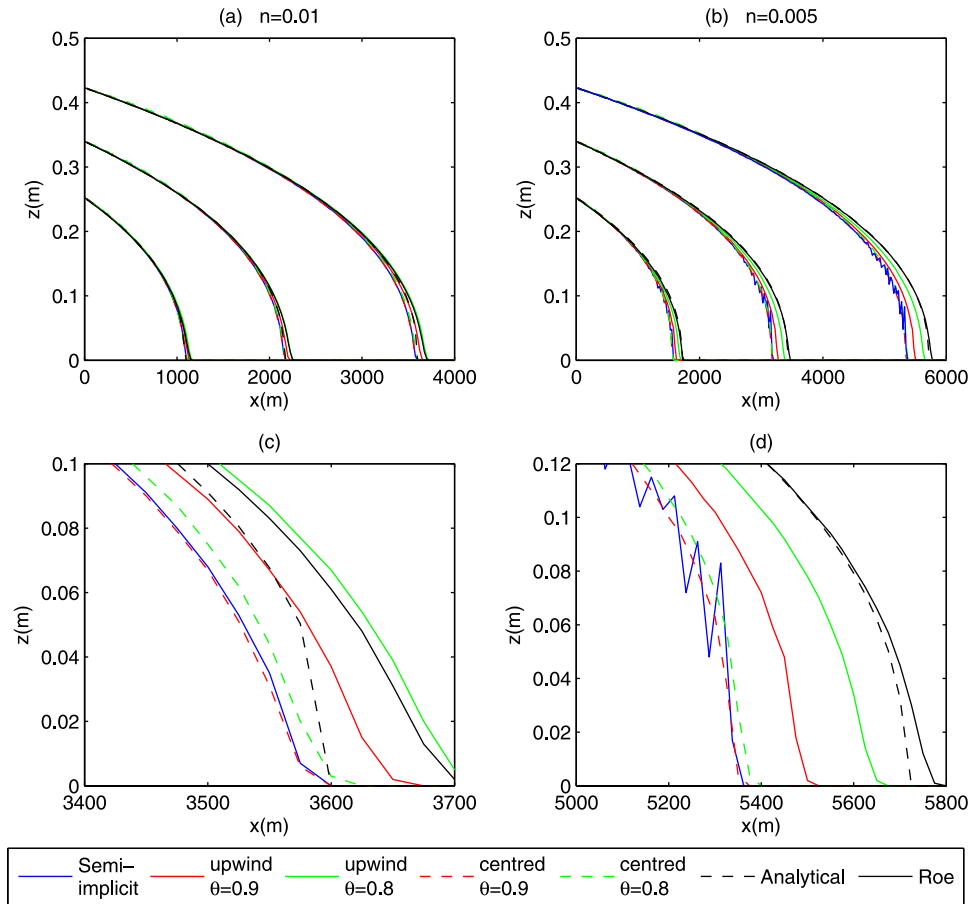 (a) n=0.01
0.5
0.4
0.3
0.2
0.1
0
z(m)
0 1000 2000 3000 4000
x(m)
(b) n=0.005
0.5
0.4
0.3
0.2
0.1
0
z(m)
0 2000 4000 6000
x(m)
(c)
0.1
0.08
0.06
0.04
0.02
0
z(m)
3400 3500 3600 3700
x(m)
(d)
0.12
0.1
0.08
0.06
0.04
0.02
0
z(m)
5000 5200 5400 5600 5800
x(m)
Semi–
implicit
upwind
θ=0.9
upwind
θ=0.8
centred
θ=0.9
centred
θ=0.8
Analytical
Roe